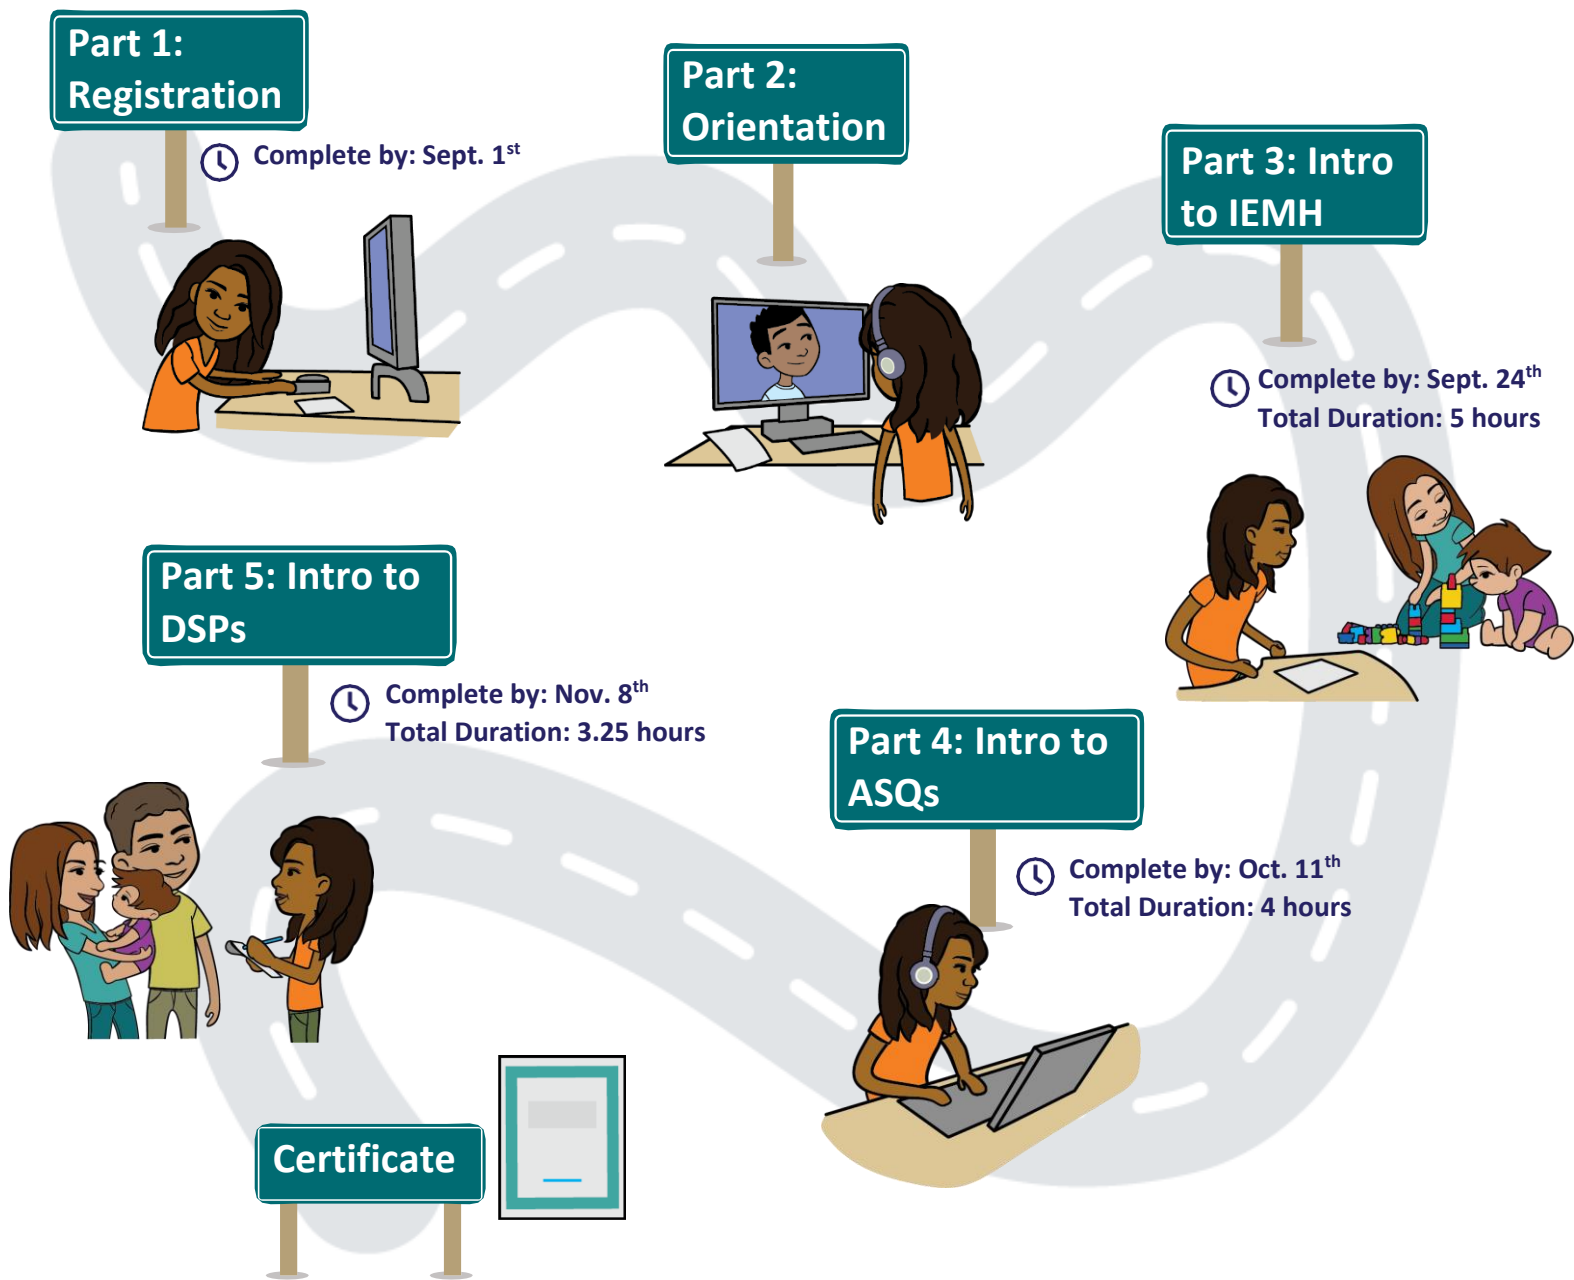 Part 1:
Registration
Complete by: Sept. 1st
Part 2:
Orientation
Part 3: Intro
to IEMH
Complete by: Sept. 24th
Total Duration: 5 hours
Part 4: Intro to
ASQs
Complete by: Oct. 11th
Total Duration: 4 hours
Part 5: Intro to
DSPs
Complete by: Nov. 8th
Total Duration: 3.25 hours
Certificate